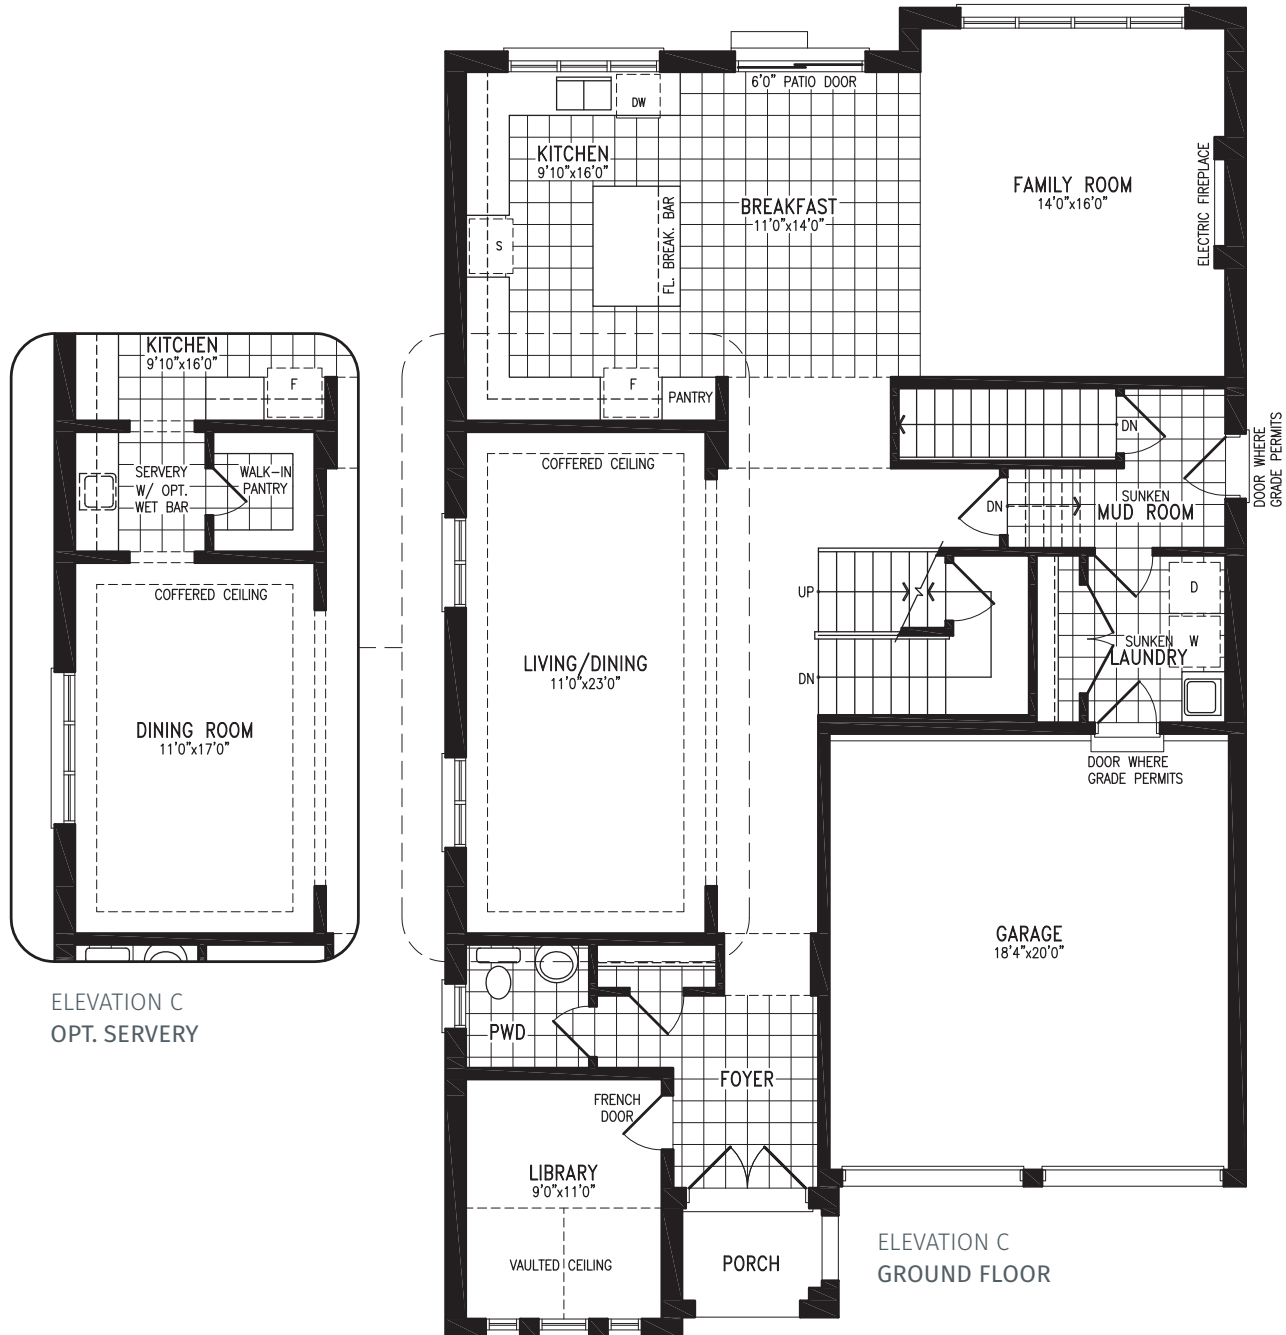 6'0" PATIO DOOR
DW
KITCHEN
9'10"x16'0"
S
FL. BREAK. BAR
BREAKFAST
11'0"x14'0"
FAMILY ROOM
14'0"x16'0"
ELECTRIC FIREPLACE
F
PANTRY
DN
DOOR WHERE
GRADE PERMITS
SUNKEN
MUD ROOM
DN
COFFERED CEILING
LIVING/DINING
11'0"x23'0"
UP
DN
D
W
SUNKEN
LAUNDRY
DOOR WHERE
GRADE PERMITS
GARAGE
18'4"x20'0"
PWD
FOYER
FRENCH
DOOR
LIBRARY
9'0"x11'0"
VAULTED CEILING
PORCH
ELEVATION C
GROUND FLOOR
KITCHEN
9'10"x16'0"
F
SERVERY
W/ OPT.
WET BAR
WALK-IN
PANTRY
COFFERED CEILING
DINING ROOM
11'0"x17'0"
ELEVATION C
OPT. SERVERY